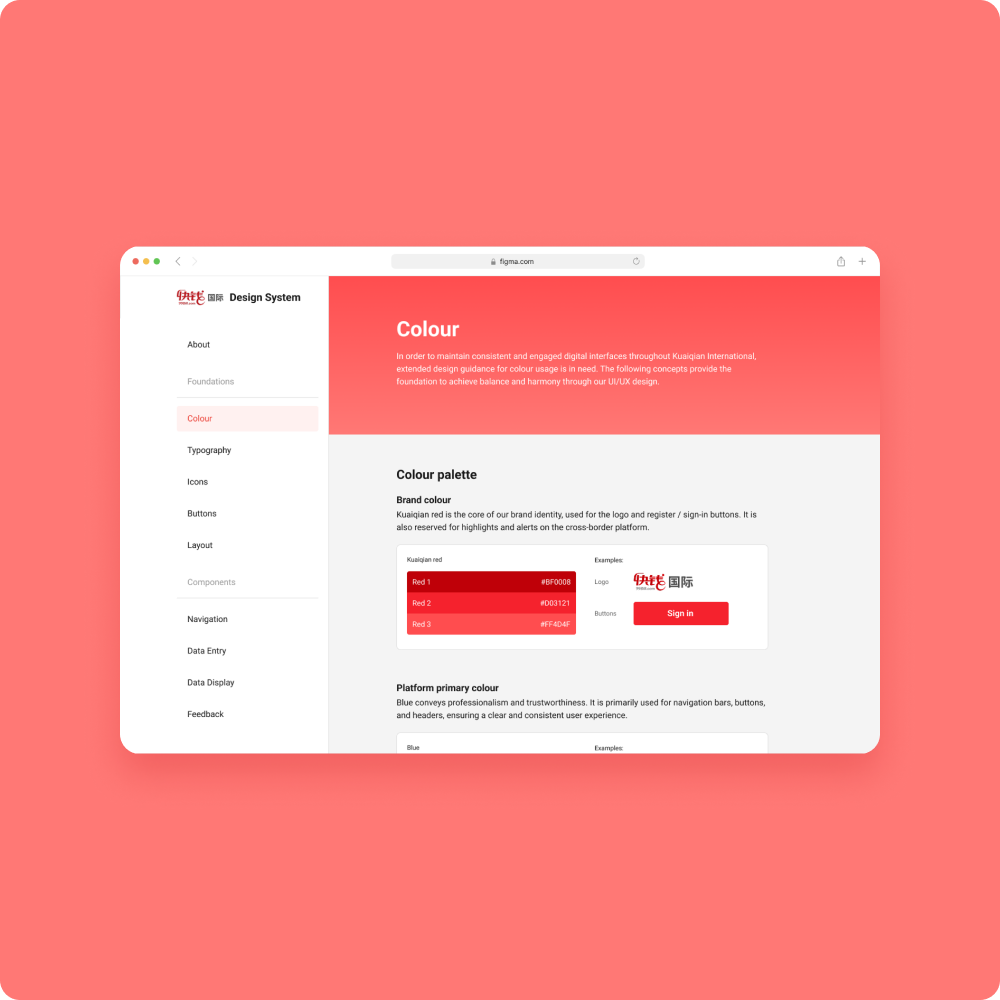 figma.com
快钱 国际 Design System
About
Foundations
Colour
Typography
Icons
Buttons
Layout
Components
Navigation
Data Entry
Data Display
Feedback
Colour
In order to maintain consistent and engaged digital interfaces throughout Kuaiqian International,
extended design guidance for colour usage is in need. The following concepts provide the
foundation to achieve balance and harmony through our UI/UX design.
Colour palette
Brand colour
Kuaiqian red is the core of our brand identity, used for the logo and register / sign-in buttons. It is
also reserved for highlights and alerts on the cross-border platform.
Kuaiqian red
Red 1 #BF0008
Red 2 #D03121
Red 3 #FF4D4F
Examples:
Logo 快钱 国际
Buttons Sign in
Platform primary colour
Blue conveys professionalism and trustworthiness. It is primarily used for navigation bars, buttons,
and headers, ensuring a clear and consistent user experience.
Blue
Examples: